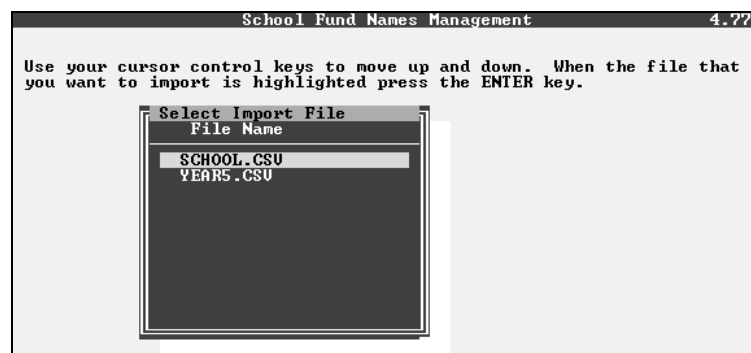 School Fund Names Management 4.77
Use your cursor control keys to move up and down. When the file that
you want to import is highlighted press the ENTER key.
Select Import File
File Name
SCHOOL.CSV
YEAR5.CSV